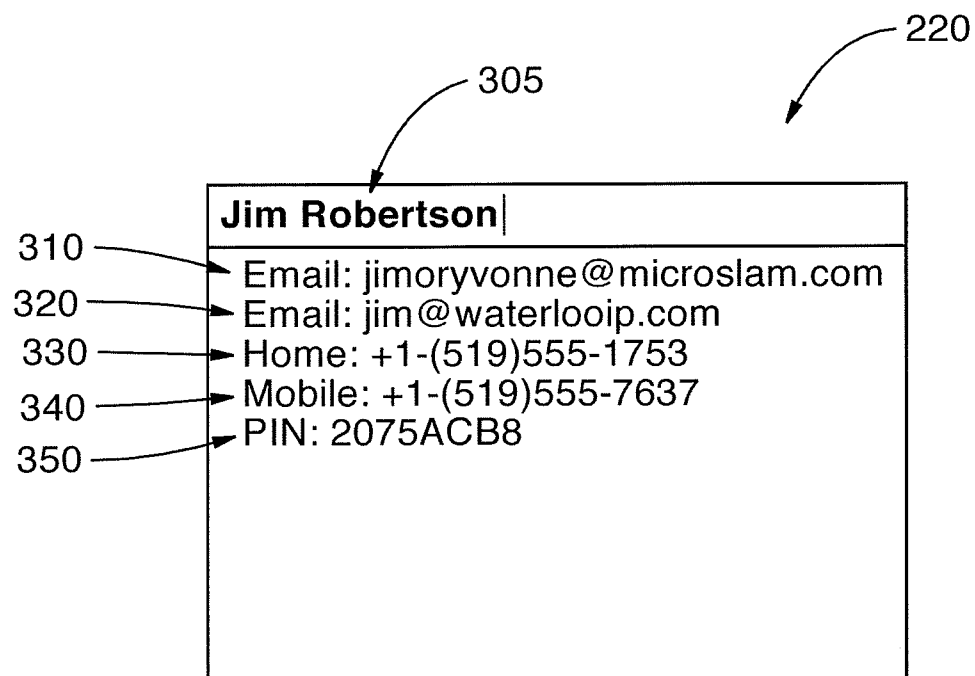 220
305
Jim Robertson
310
Email: jimoryvonne@microslam.com
320
Email: jim@waterlooip.com
330
Home: +1-(519)555-1753
340
Mobile: +1-(519)555-7637
350
PIN: 2075ACB8